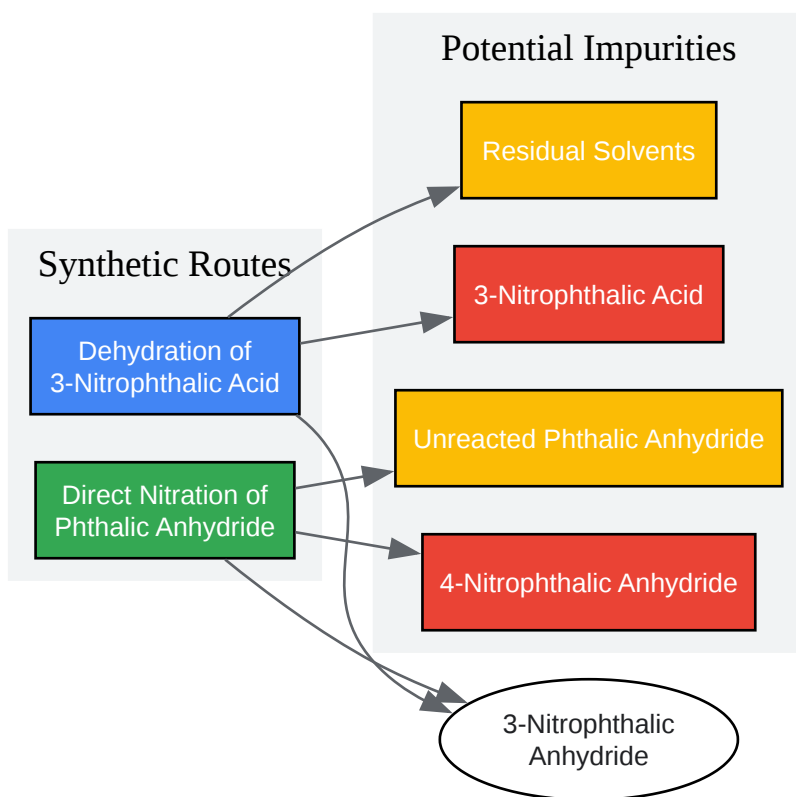 Potential Impurities
Residual Solvents
Synthetic Routes
3-Nitrophthalic Acid
Dehydration of
3-Nitrophthalic Acid
Unreacted Phthalic Anhydride
Direct Nitration of
Phthalic Anhydride
4-Nitrophthalic Anhydride
3-Nitrophthalic
Anhydride